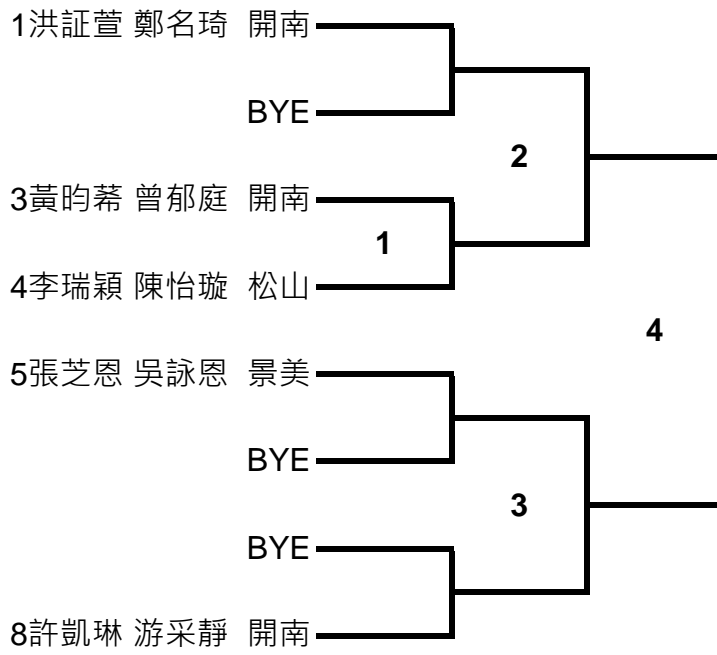 1洪証萱 鄭名琦 開南
BYE
2
3黃昀蓁 曾郁庭 開南
1
4李瑞穎 陳怡璇 松山
4
5張芝恩 吳詠恩 景美
BYE
3
BYE
8許凱琳 游采靜 開南